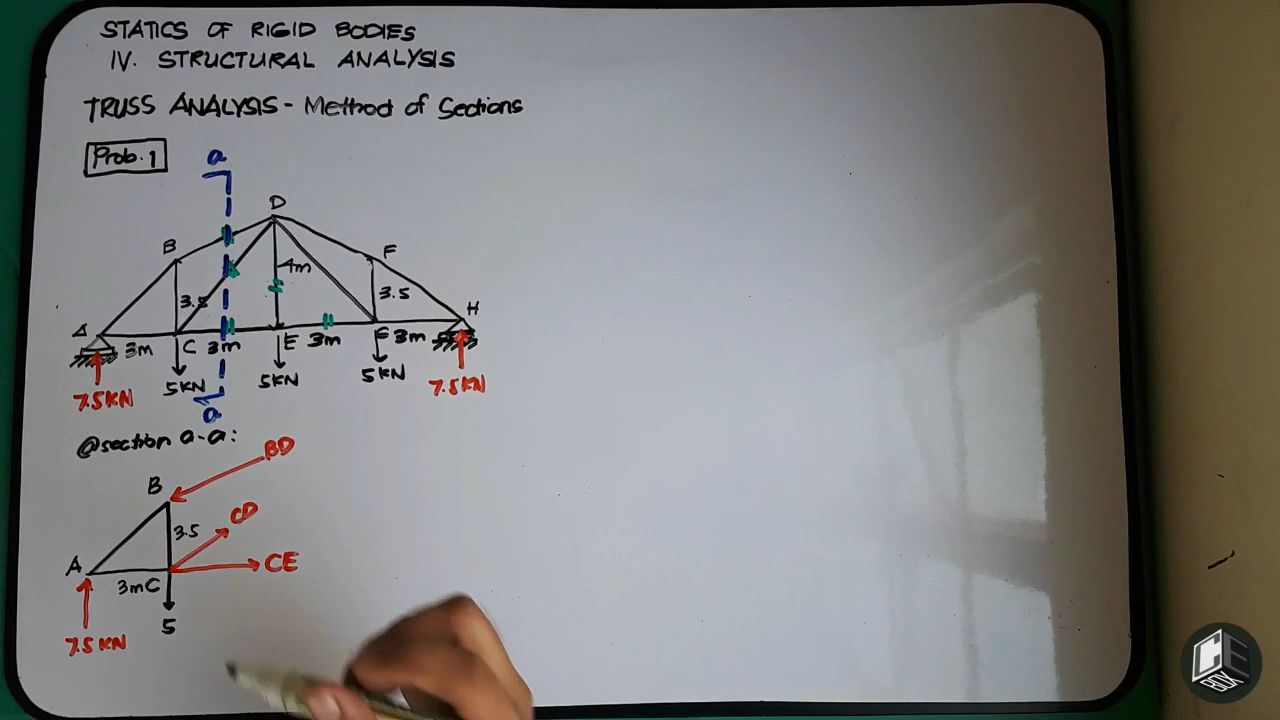 STATICS OF RIGID BODIES
IV. STRUCTURAL ANALYSIS
TRUSS ANALYSIS - Method of Sections
Prob. 1
a
D
B
F
4m
3.5
3.5
A
H
3m
C
3m
E
3m
G
3m
5KN
5KN
5KN
7.5KN
7.5KN
a
@section a-a:
BD
B
CD
3.5
A
CE
3m
C
5
7.5KN
CE
BOX